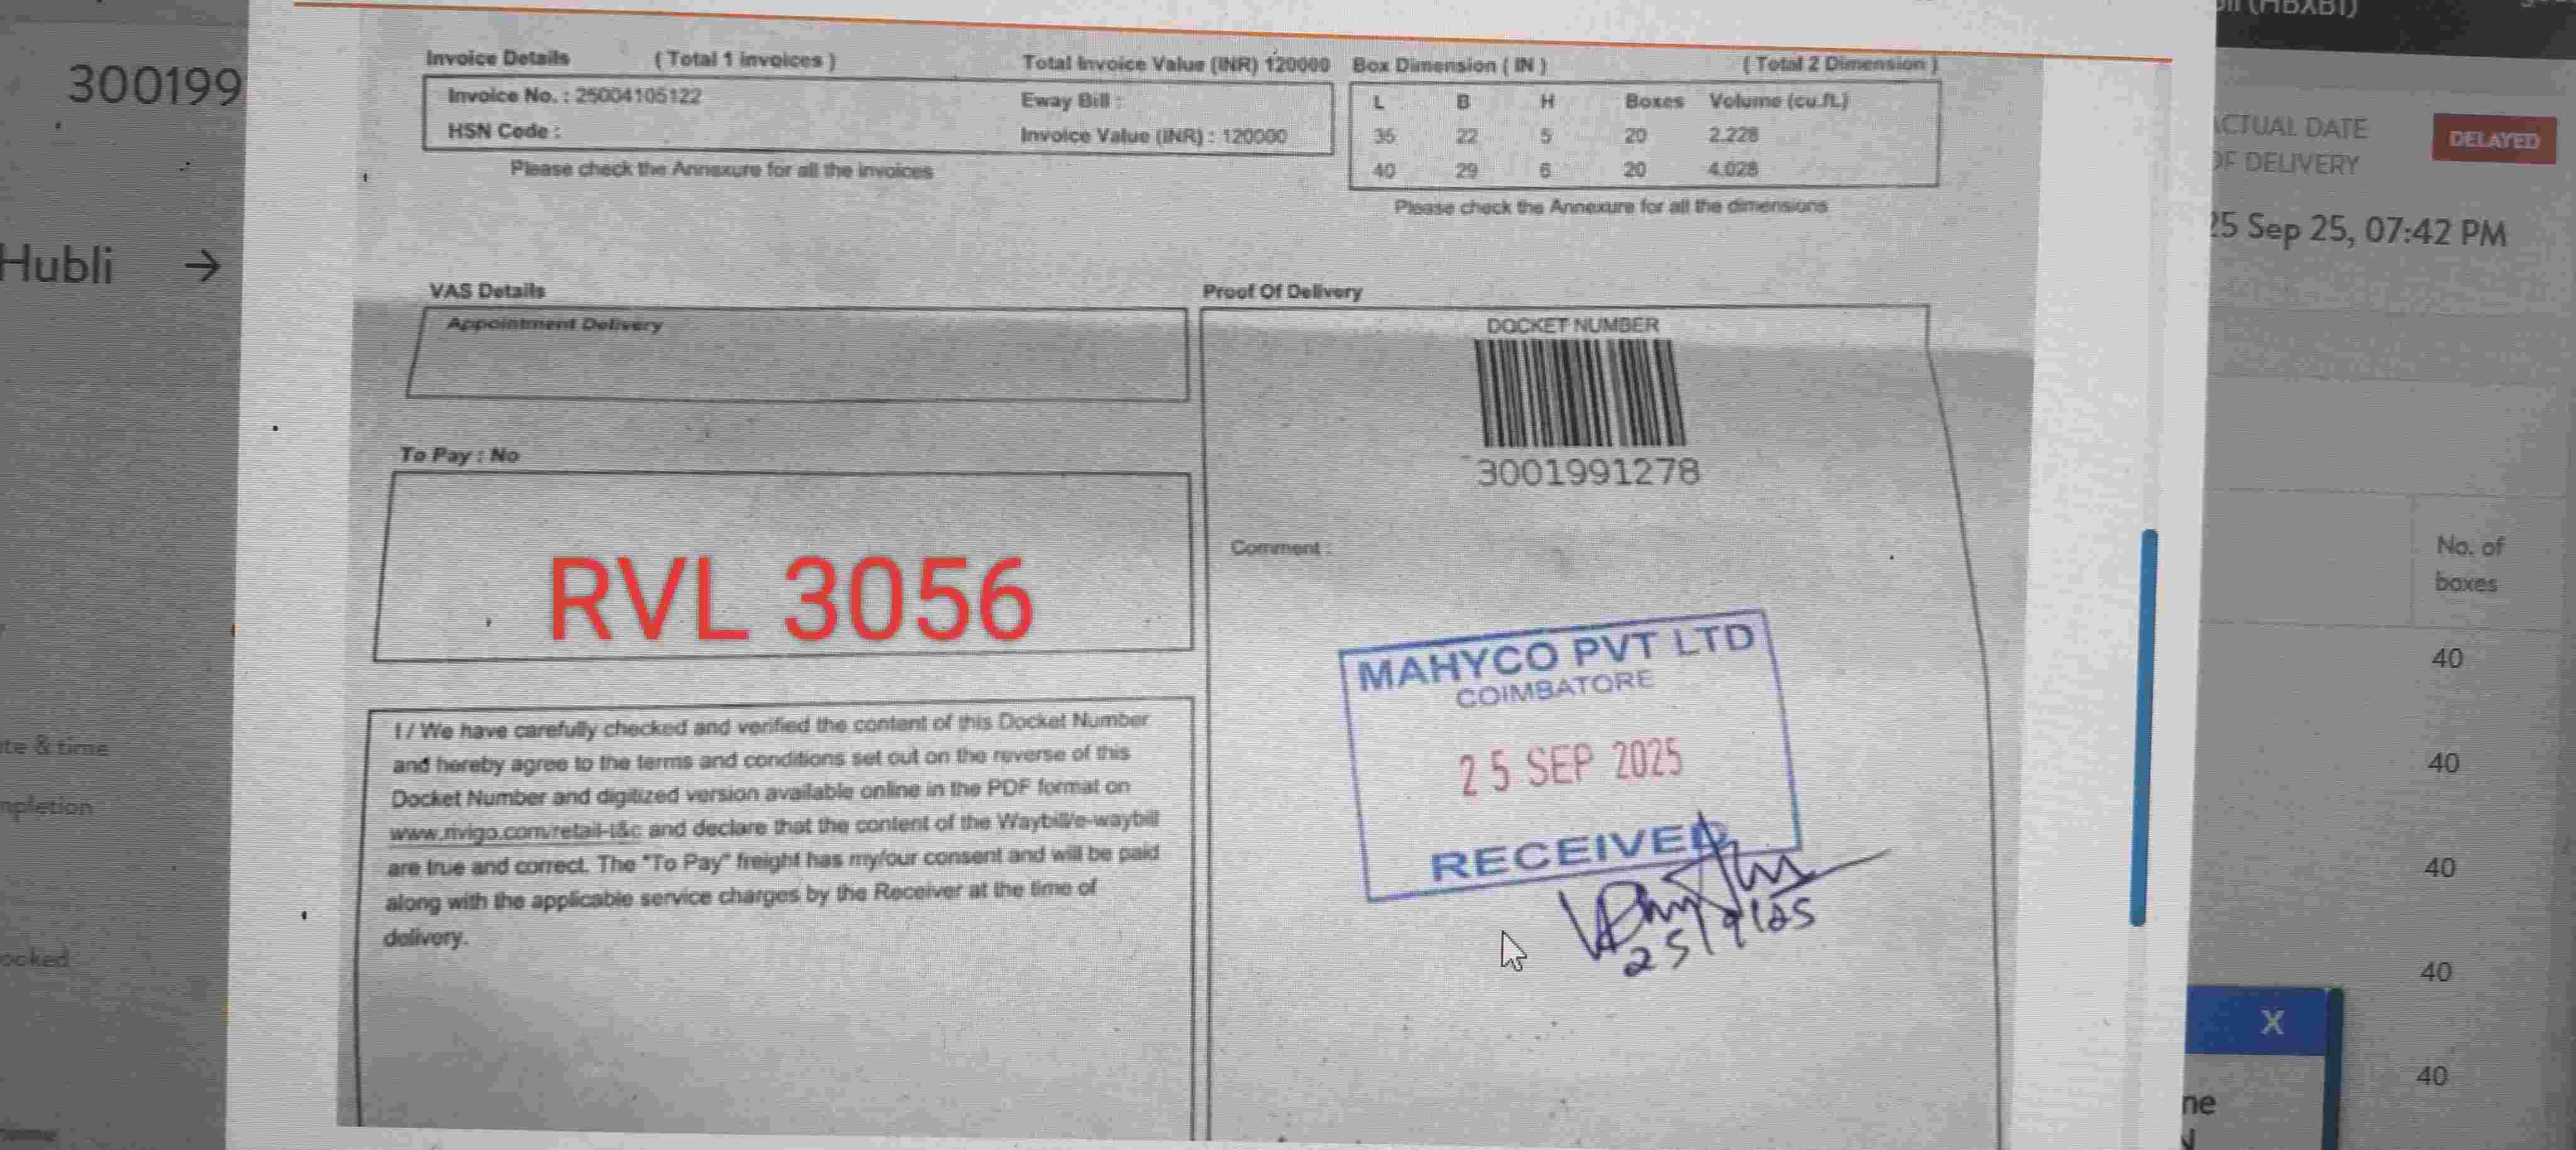 300199
Hubli →
Invoice Details ( Total 1 invoices ) Total Invoice Value (INR) 120000
Invoice No. : 25004105122 Eway Bill :
HSN Code : Invoice Value (INR) : 120000
Please check the Annexure for all the invoices
Box Dimension ( IN ) ( Total 2 Dimension )
L B H Boxes Volume (cu.ft.)
35 22 5 20 2.228
40 29 6 20 4.028
Please check the Annexure for all the dimensions
VAS Details
Appointment Delivery
To Pay : No
RVL 3056
I / We have carefully checked and verified the content of this Docket Number
and hereby agree to the terms and conditions set out on the reverse of this
Docket Number and digitized version available online in the PDF format on
www.rivigo.com/retail-t&c and declare that the content of the Waybill/e-waybill
are true and correct. The "To Pay" freight has my/our consent and will be paid
along with the applicable service charges by the Receiver at the time of
delivery.
Proof Of Delivery
DOCKET NUMBER
3001991278
Comment :
MAHYCO PVT LTD
COIMBATORE
25 SEP 2025
RECEIVED
25/9/25
(HBXBT)
ACTUAL DATE
OF DELIVERY
DELAYED
25 Sep 25, 07:42 PM
No. of
boxes
40
40
40
40
40
X
te & time
mpletion
ooked
ne